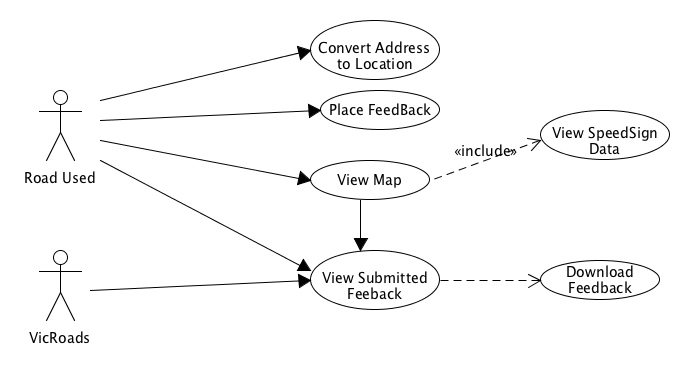 Convert Address
to Location
Place FeedBack
Road Used
«include»
View SpeedSign
Data
View Map
View Submitted
Feeback
Download
Feedback
VicRoads